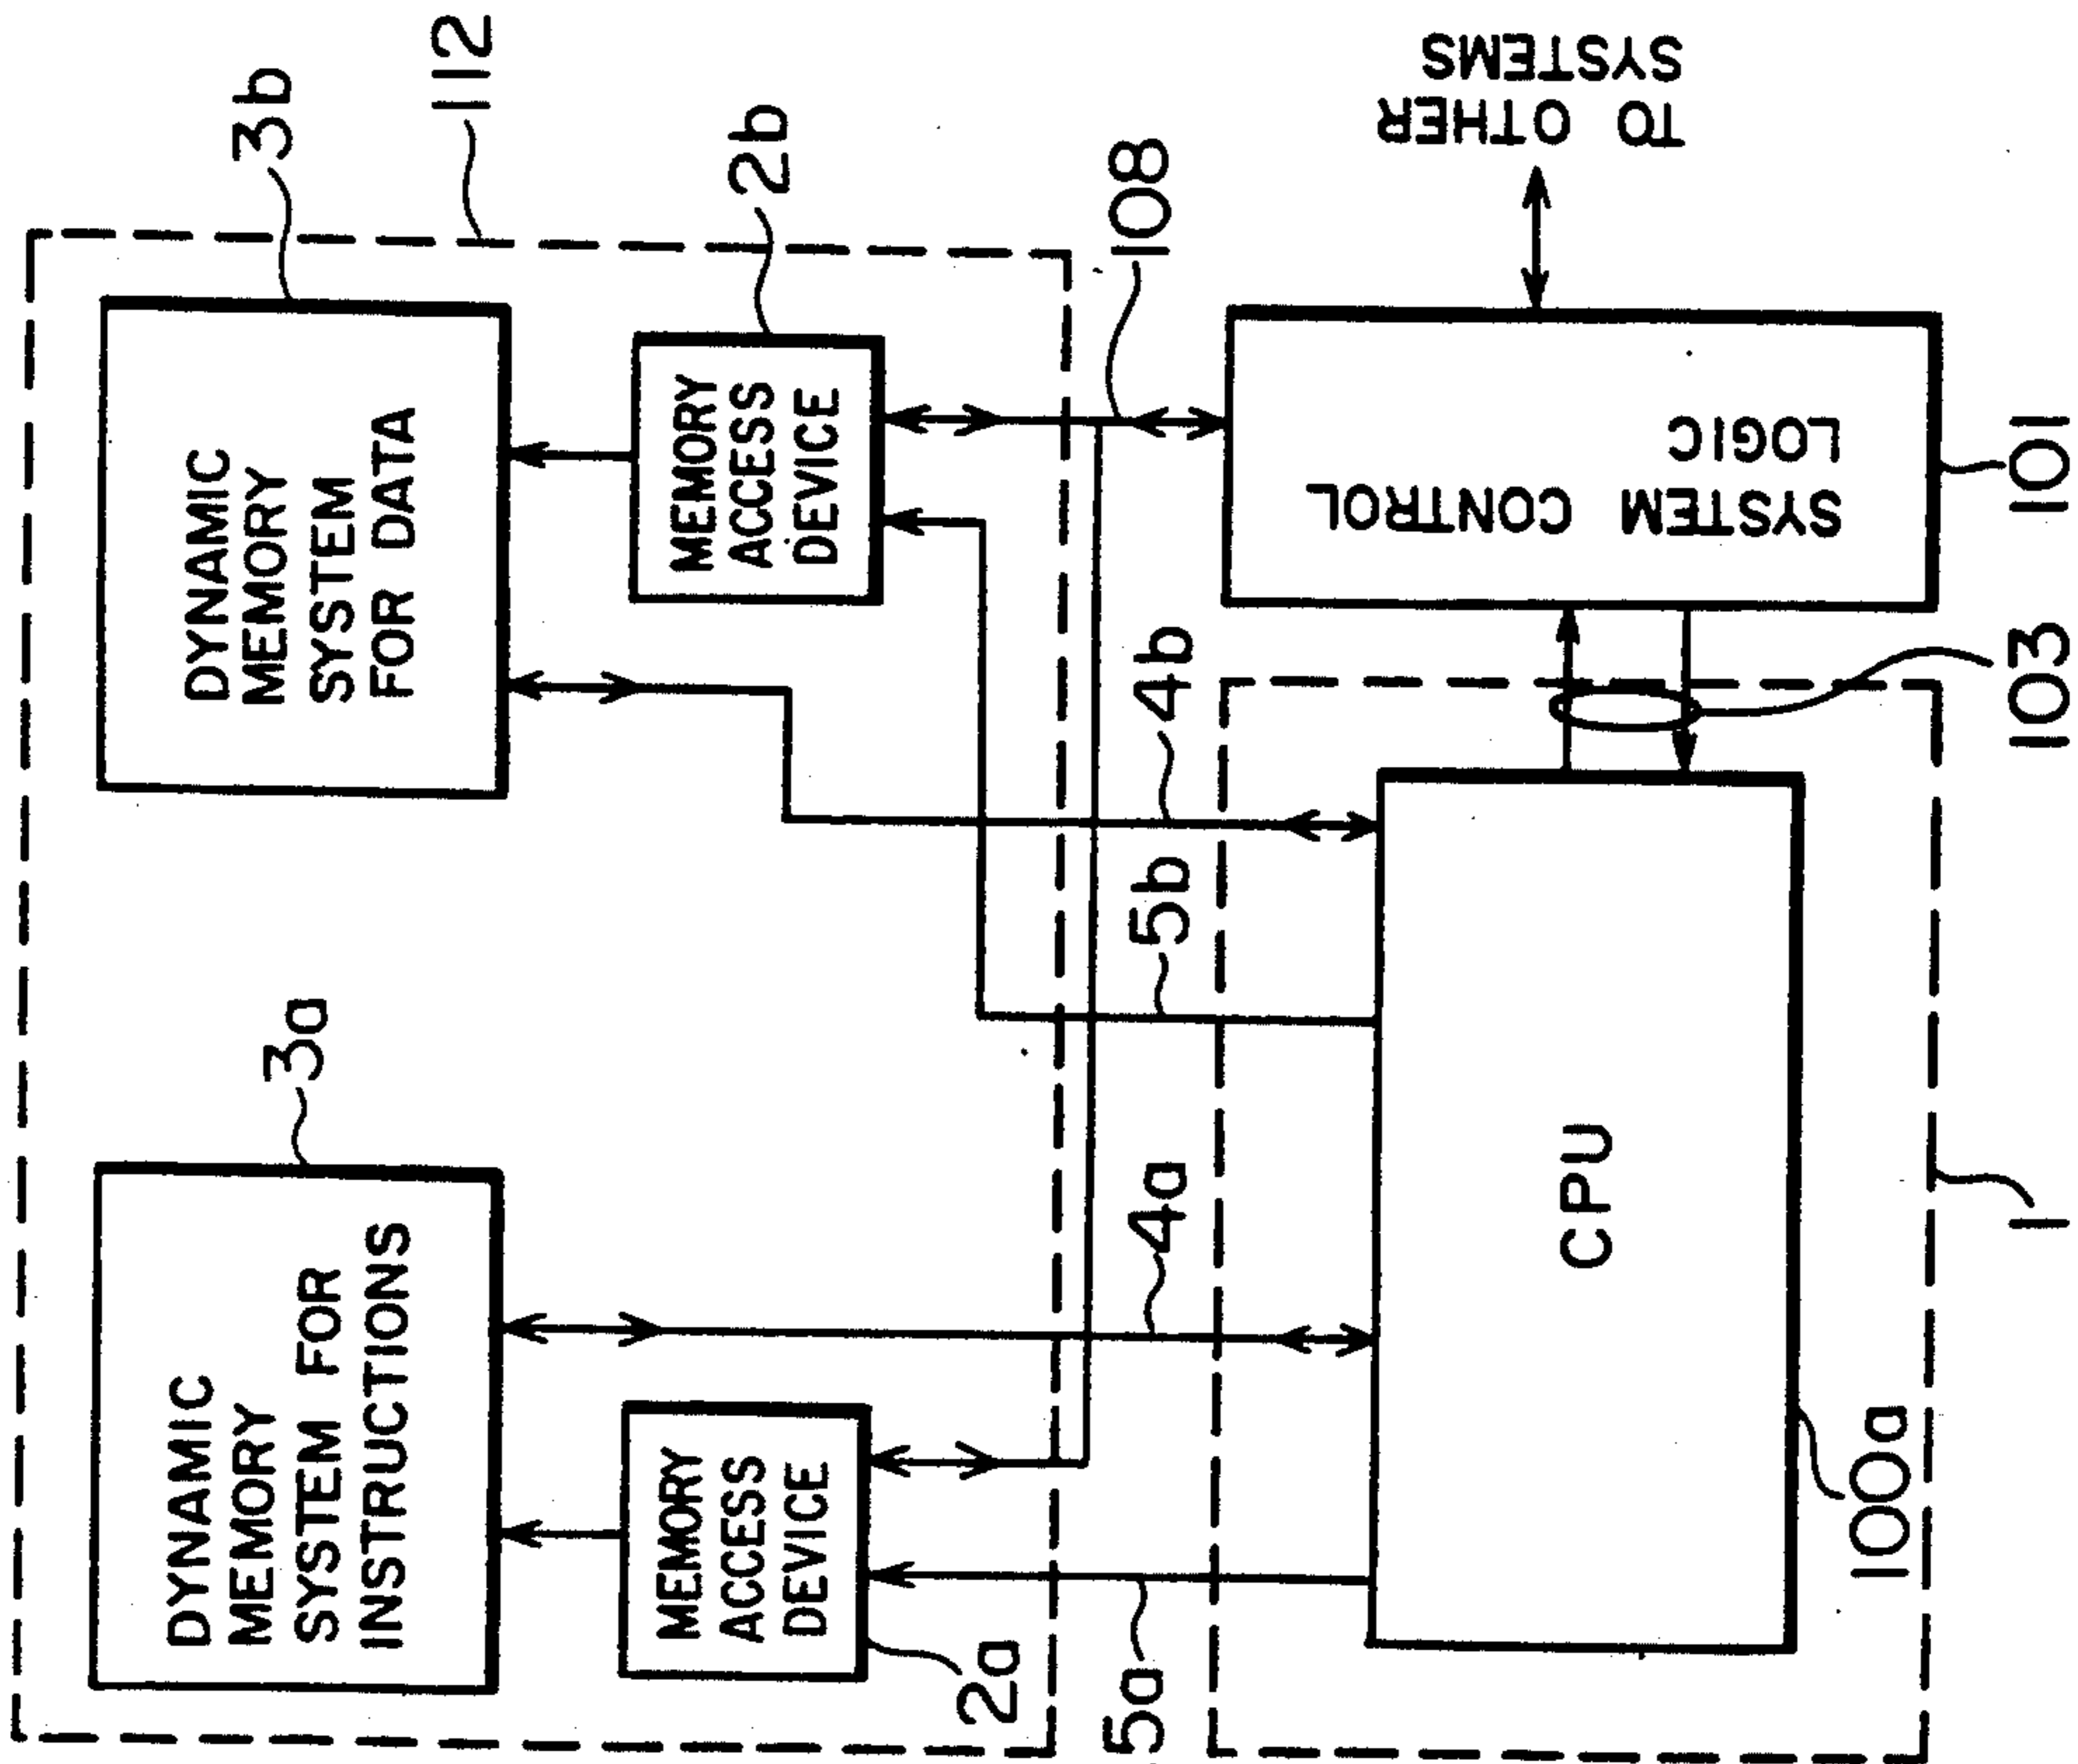 112
3b
DYNAMIC
MEMORY
SYSTEM
FOR DATA
2b
MEMORY
ACCESS
DEVICE
3a
DYNAMIC
MEMORY
SYSTEM FOR
INSTRUCTIONS
MEMORY
ACCESS
DEVICE
2a
108
4b
5b
4a
5a
TO OTHER
SYSTEMS
SYSTEM CONTROL
LOGIC
101
103
CPU
1
100a